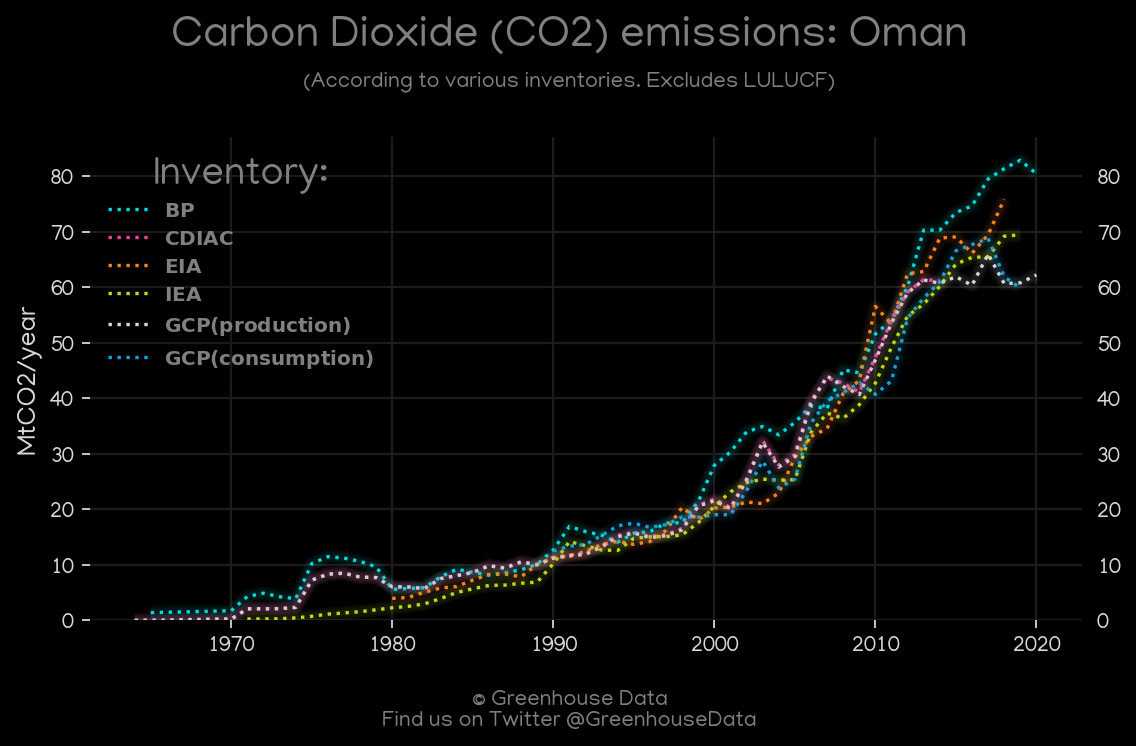 Carbon Dioxide (CO2) emissions: Oman
(According to various inventories. Excludes LULUCF)
Inventory:
BP
CDIAC
EIA
IEA
GCP(production)
GCP(consumption)
MtCO2/year
80
70
60
50
40
30
20
10
0
80
70
60
50
40
30
20
10
0
1970 1980 1990 2000 2010 2020
© Greenhouse Data
Find us on Twitter @GreenhouseData